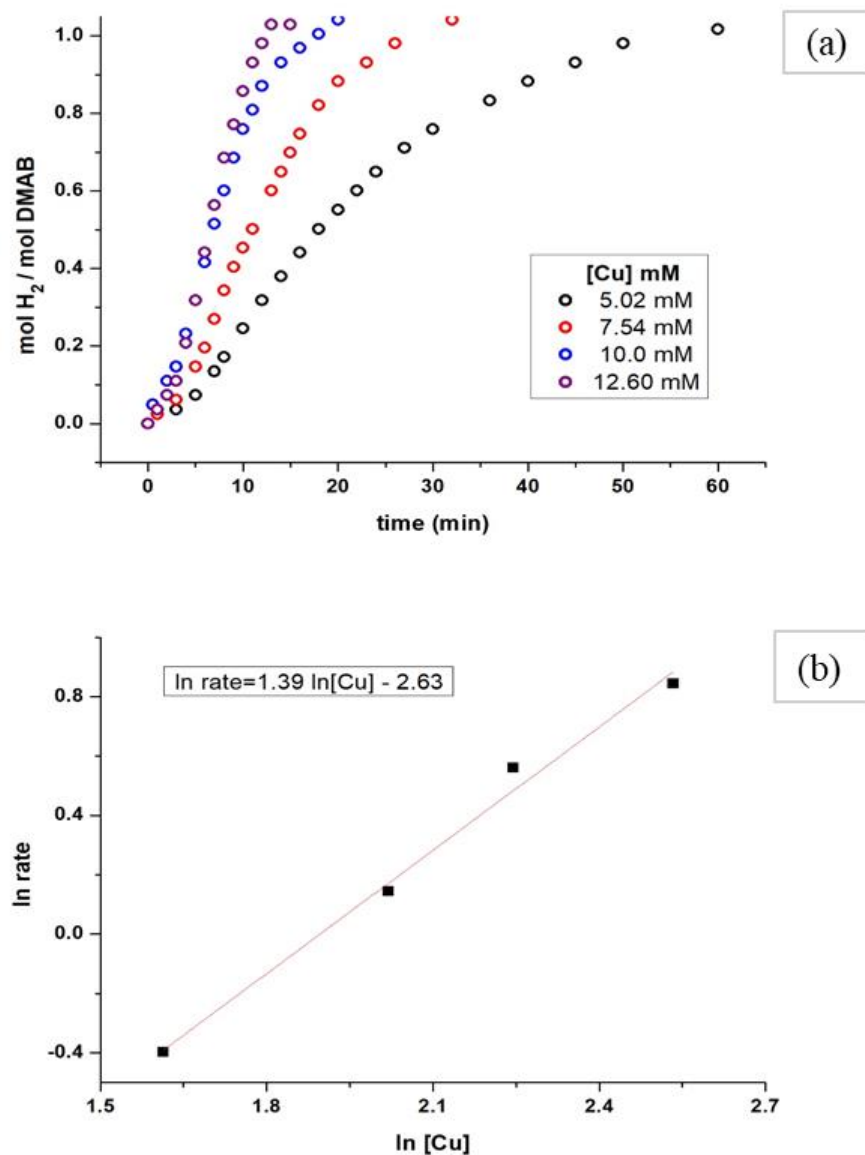 (a)
1.0
0.8
0.6
0.4
0.2
0.0
mol H2 / mol DMAB
[Cu] mM
5.02 mM
7.54 mM
10.0 mM
12.60 mM
0 10 20 30 40 50 60
time (min)
(b)
ln rate=1.39 ln[Cu] - 2.63
0.8
0.4
0.0
-0.4
ln rate
1.5 1.8 2.1 2.4 2.7
ln [Cu]